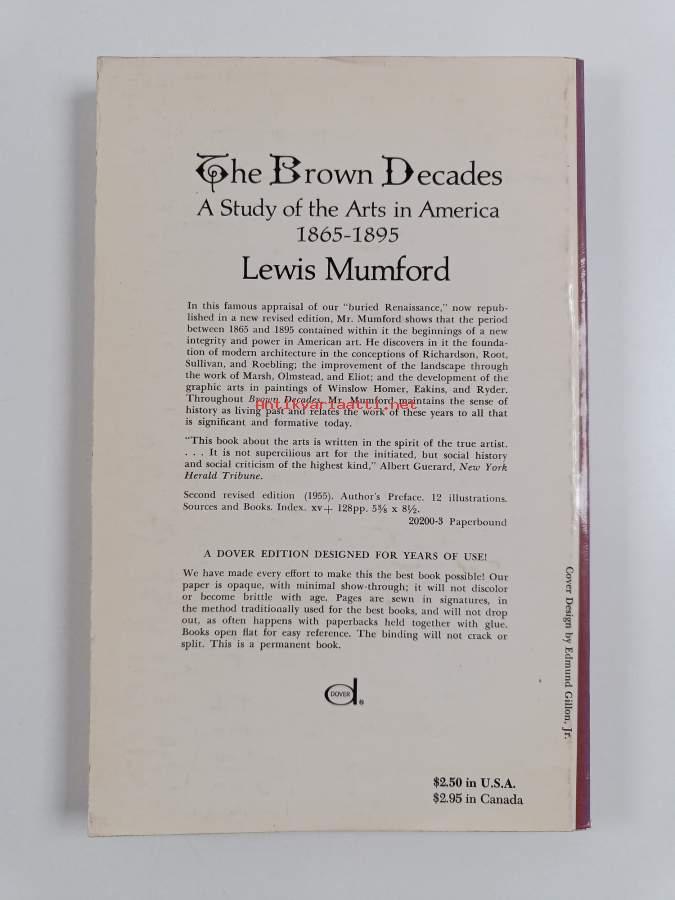 The Brown Decades
A Study of the Arts in America
1865-1895
Lewis Mumford
In this famous appraisal of our "buried Renaissance," now repub-
lished in a new revised edition, Mr. Mumford shows that the period
between 1865 and 1895 contained within it the beginnings of a new
integrity and power in American art. He discovers in it the founda-
tion of modern architecture in the conceptions of Richardson, Root,
Sullivan, and Roebling; the improvement of the landscape through
the work of Marsh, Olmstead, and Eliot; and the development of the
graphic arts in paintings of Winslow Homer, Eakins, and Ryder.
Throughout Brown Decades, Mr. Mumford maintains the sense of
Antikvariaatti.net
history as living past and relates the work of these years to all that
is significant and formative today.
"This book about the arts is written in the spirit of the true artist.
. . . It is not supercilious art for the initiated, but social history
and social criticism of the highest kind," Albert Guerard, New York
Herald Tribune.
Second revised edition (1955). Author's Preface. 12 illustrations.
Sources and Books. Index. xv+ 128pp. 5⅜ x 8½.
20200-3 Paperbound
A DOVER EDITION DESIGNED FOR YEARS OF USE!
We have made every effort to make this the best book possible! Our
paper is opaque, with minimal show-through; it will not discolor
or become brittle with age. Pages are sewn in signatures, in
the method traditionally used for the best books, and will not drop
out, as often happens with paperbacks held together with glue.
Books open flat for easy reference. The binding will not crack or
split. This is a permanent book.
Cover Design by Edmund Gillon, Jr.
DOVER ®
$2.50 in U.S.A.
$2.95 in Canada